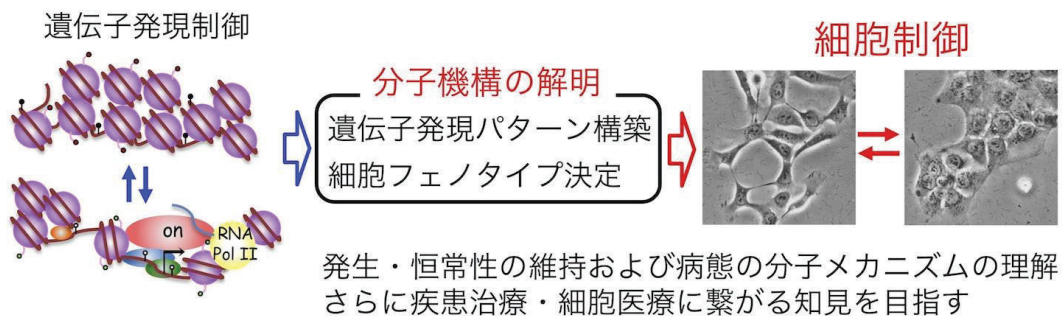 遺伝子発現制御
on
RNA
Pol II
分子機構の解明
遺伝子発現パターン構築
細胞フェノタイプ決定
細胞制御
発生・恒常性の維持および病態の分子メカニズムの理解
さらに疾患治療・細胞医療に繋がる知見を目指す